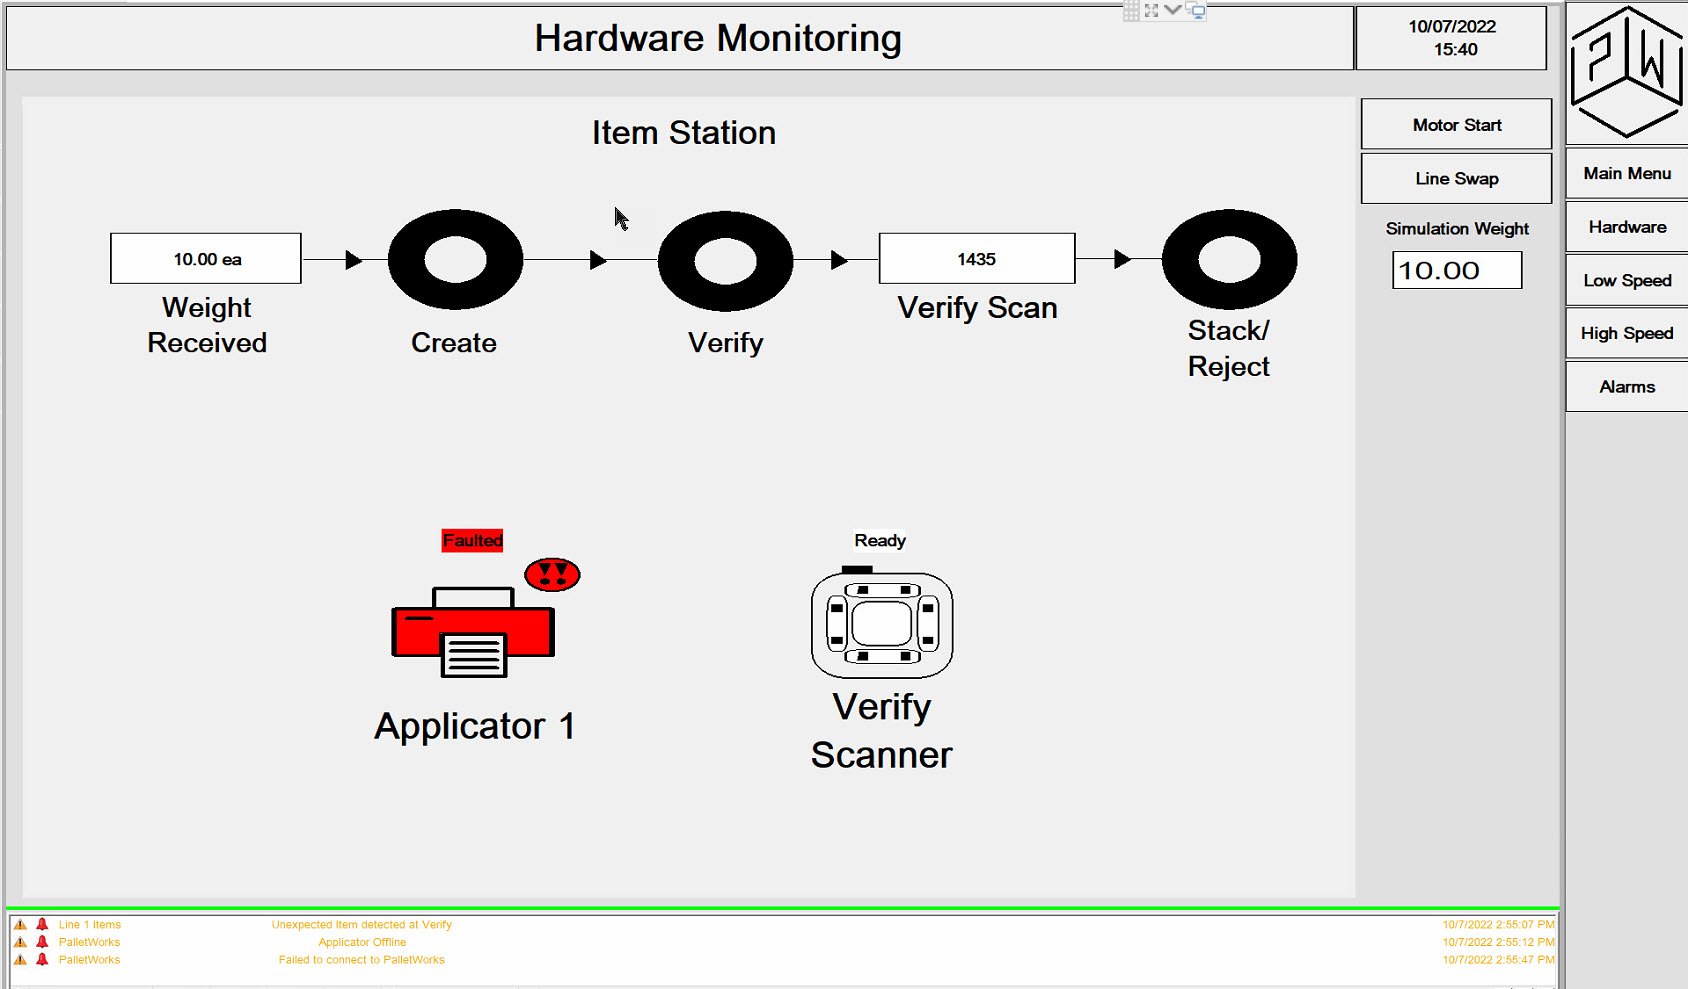 Hardware Monitoring
10/07/2022
15:40
PW
Item Station
Motor Start
Line Swap
Simulation Weight
10.00
Main Menu
Hardware
Low Speed
High Speed
Alarms
10.00 ea
1435
Weight
Received
Create
Verify
Verify Scan
Stack/
Reject
Faulted
Ready
Applicator 1
Verify
Scanner
Line 1 Items Unexpected Item detected at Verify 10/7/2022 2:55:07 PM
PalletWorks Applicator Offline 10/7/2022 2:55:12 PM
PalletWorks Failed to connect to PalletWorks 10/7/2022 2:55:47 PM